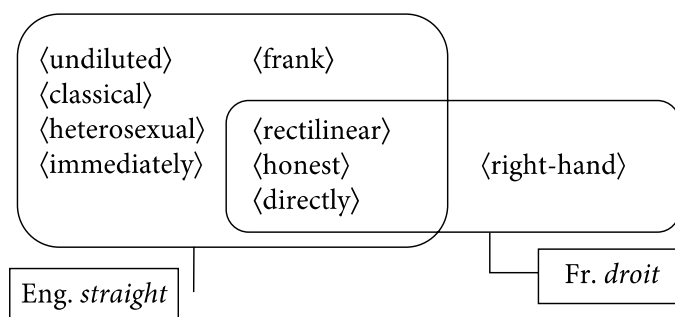 ⟨undiluted⟩ ⟨frank⟩
⟨classical⟩
⟨heterosexual⟩ ⟨rectilinear⟩
⟨immediately⟩ ⟨honest⟩ ⟨right-hand⟩
⟨directly⟩
Eng. straight
Fr. droit